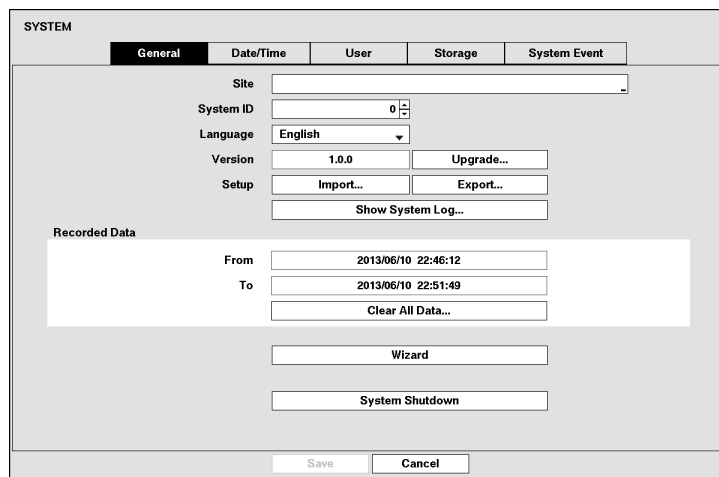 SYSTEM
General Date/Time User Storage System Event
Site
System ID 0
Language English
Version 1.0.0 Upgrade...
Setup Import... Export...
Show System Log...
Recorded Data
From 2013/06/10 22:46:12
To 2013/06/10 22:51:49
Clear All Data...
Wizard
System Shutdown
Save Cancel